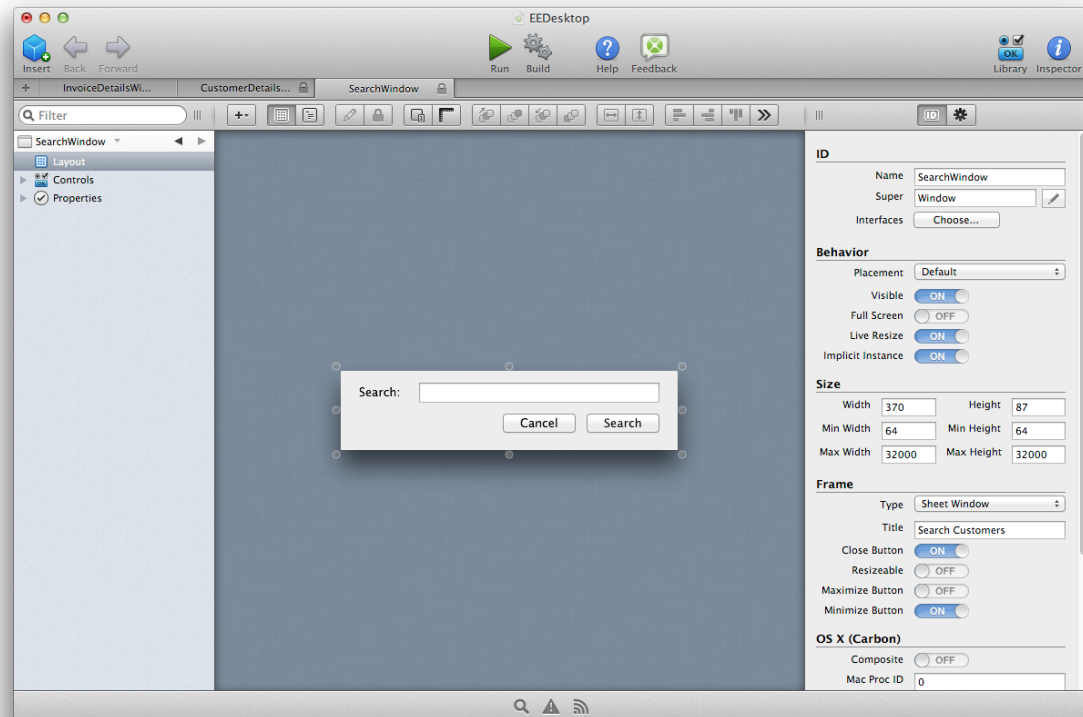 EEDesktop
Insert Back Forward Run Build Help Feedback OK Library Inspector
InvoiceDetailsWi... CustomerDetails... SearchWindow
Filter ID
SearchWindow
Layout
Controls
Properties
Search:
Cancel Search
ID
Name SearchWindow
Super Window
Interfaces Choose...
Behavior
Placement Default
Visible ON
Full Screen OFF
Live Resize ON
Implicit Instance ON
Size
Width 370 Height 87
Min Width 64 Min Height 64
Max Width 32000 Max Height 32000
Frame
Type Sheet Window
Title Search Customers
Close Button ON
Resizeable OFF
Maximize Button OFF
Minimize Button ON
OS X (Carbon)
Composite OFF
Mac Proc ID 0